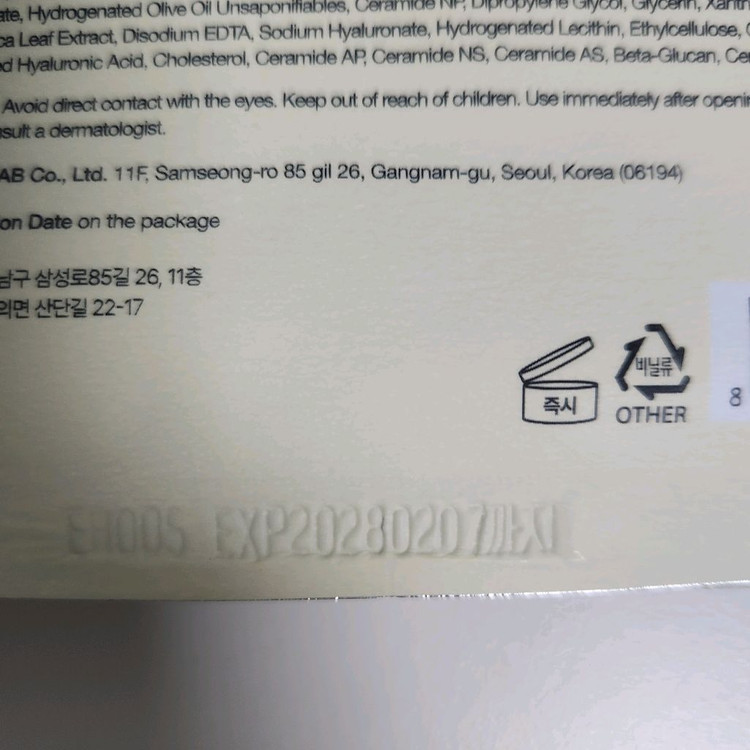 ate, Hydrogenated Olive Oil Unsaponifiables, Ceramide NP, Dipropylene Glycol, Glycerin, Xanth
ca Leaf Extract, Disodium EDTA, Sodium Hyaluronate, Hydrogenated Lecithin, Ethylcellulose,
d Hyaluronic Acid, Cholesterol, Ceramide AP, Ceramide NS, Ceramide AS, Beta-Glucan, Cer
Avoid direct contact with the eyes. Keep out of reach of children. Use immediately after openin
nsult a dermatologist.
AB Co., Ltd. 11F, Samseong-ro 85 gil 26, Gangnam-gu, Seoul, Korea (06194)
on Date on the package
남구 삼성로85길 26, 11층
의면 산단길 22-17
즉시
비닐류
OTHER
8
EXP20280207까지